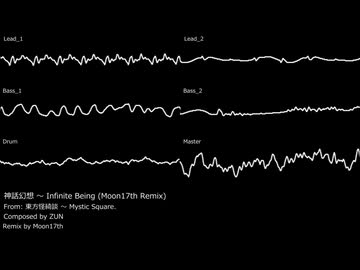 Lead_1
Lead_2
Bass_1
Bass_2
Drum
Master
神話幻想 ～ Infinite Being (Moon17th Remix)
From: 東方怪綺談 ～ Mystic Square.
Composed by ZUN
Remix by Moon17th